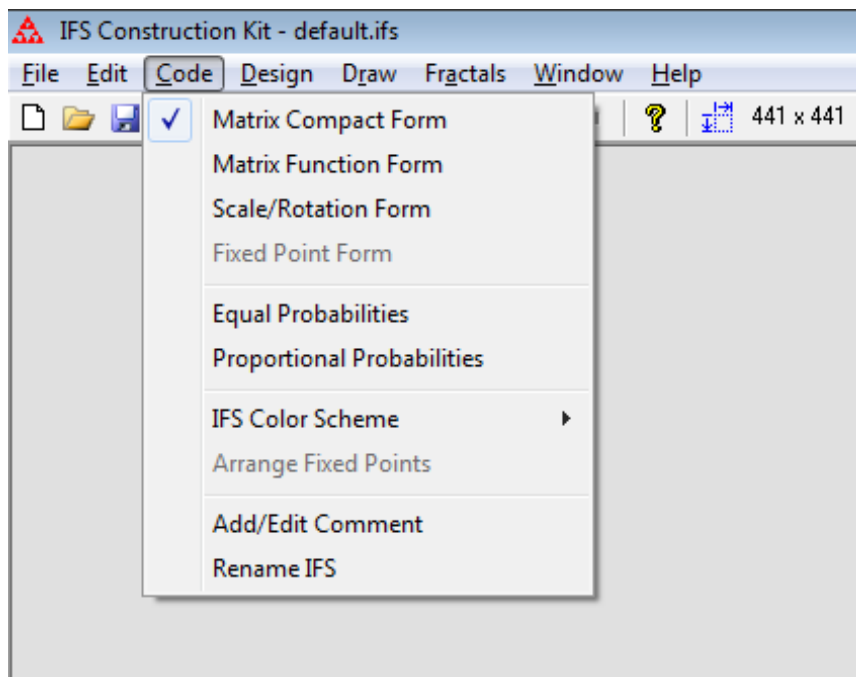 IFS Construction Kit - default.ifs
File Edit Code Design Draw Fractals Window Help
441 x 441
Matrix Compact Form
Matrix Function Form
Scale/Rotation Form
Fixed Point Form
Equal Probabilities
Proportional Probabilities
IFS Color Scheme
Arrange Fixed Points
Add/Edit Comment
Rename IFS